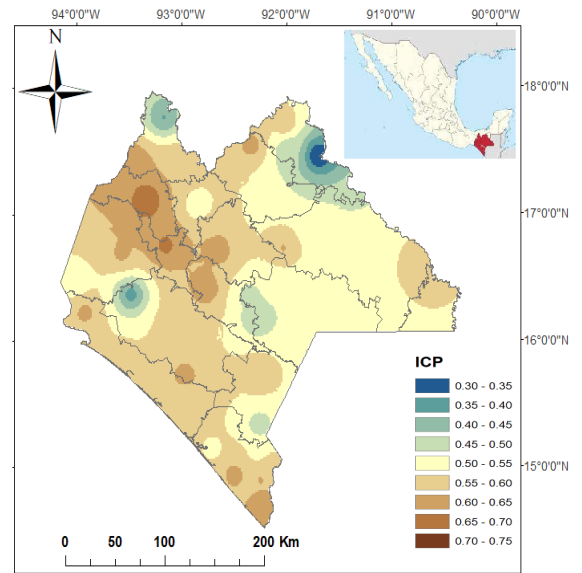 94°0'0"W 93°0'0"W 92°0'0"W 91°0'0"W 90°0'0"W
N
18°0'0"N
17°0'0"N
16°0'0"N
15°0'0"N
ICP
0.30 - 0.35
0.35 - 0.40
0.40 - 0.45
0.45 - 0.50
0.50 - 0.55
0.55 - 0.60
0.60 - 0.65
0.65 - 0.70
0.70 - 0.75
0 50 100 200 Km